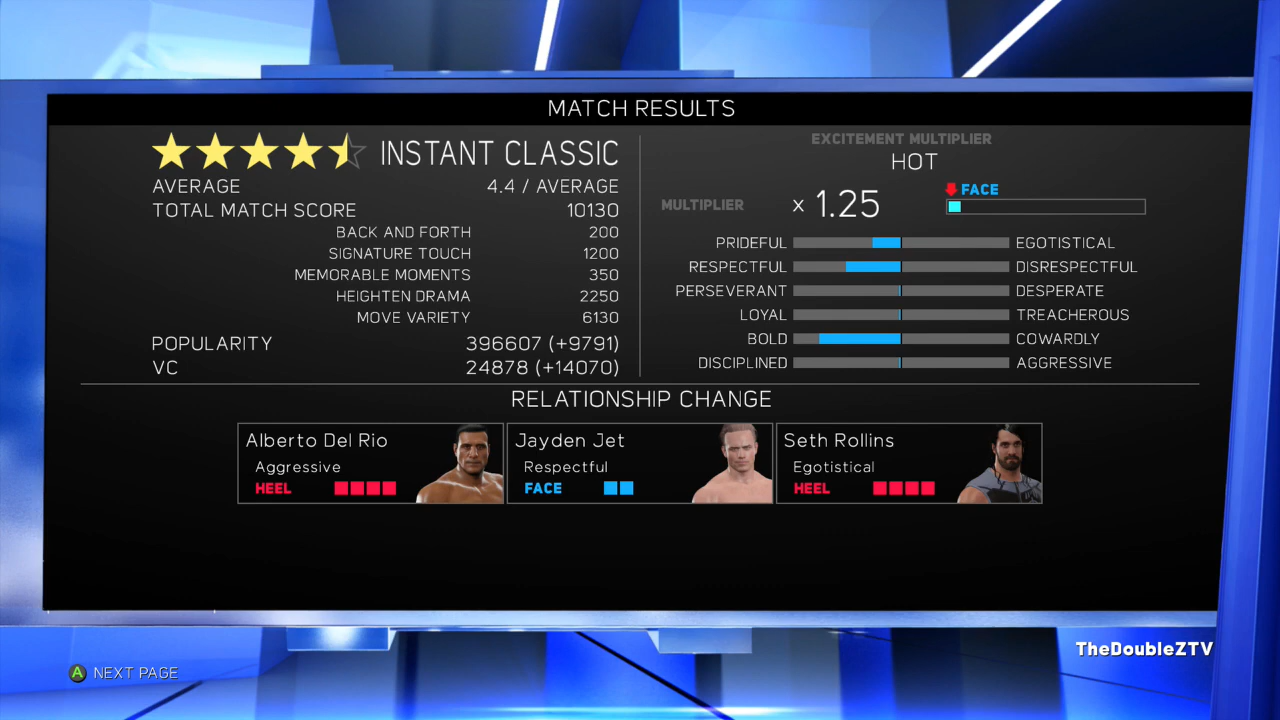 MATCH RESULTS
INSTANT CLASSIC
AVERAGE 4.4 / AVERAGE
TOTAL MATCH SCORE 10130
BACK AND FORTH 200
SIGNATURE TOUCH 1200
MEMORABLE MOMENTS 350
HEIGHTEN DRAMA 2250
MOVE VARIETY 6130
POPULARITY 396607 (+9791)
VC 24878 (+14070)
EXCITEMENT MULTIPLIER
HOT
MULTIPLIER x 1.25 FACE
PRIDEFUL EGOTISTICAL
RESPECTFUL DISRESPECTFUL
PERSEVERANT DESPERATE
LOYAL TREACHEROUS
BOLD COWARDLY
DISCIPLINED AGGRESSIVE
RELATIONSHIP CHANGE
Alberto Del Rio
Aggressive
HEEL
Jayden Jet
Respectful
FACE
Seth Rollins
Egotistical
HEEL
TheDoubleZTV
A NEXT PAGE